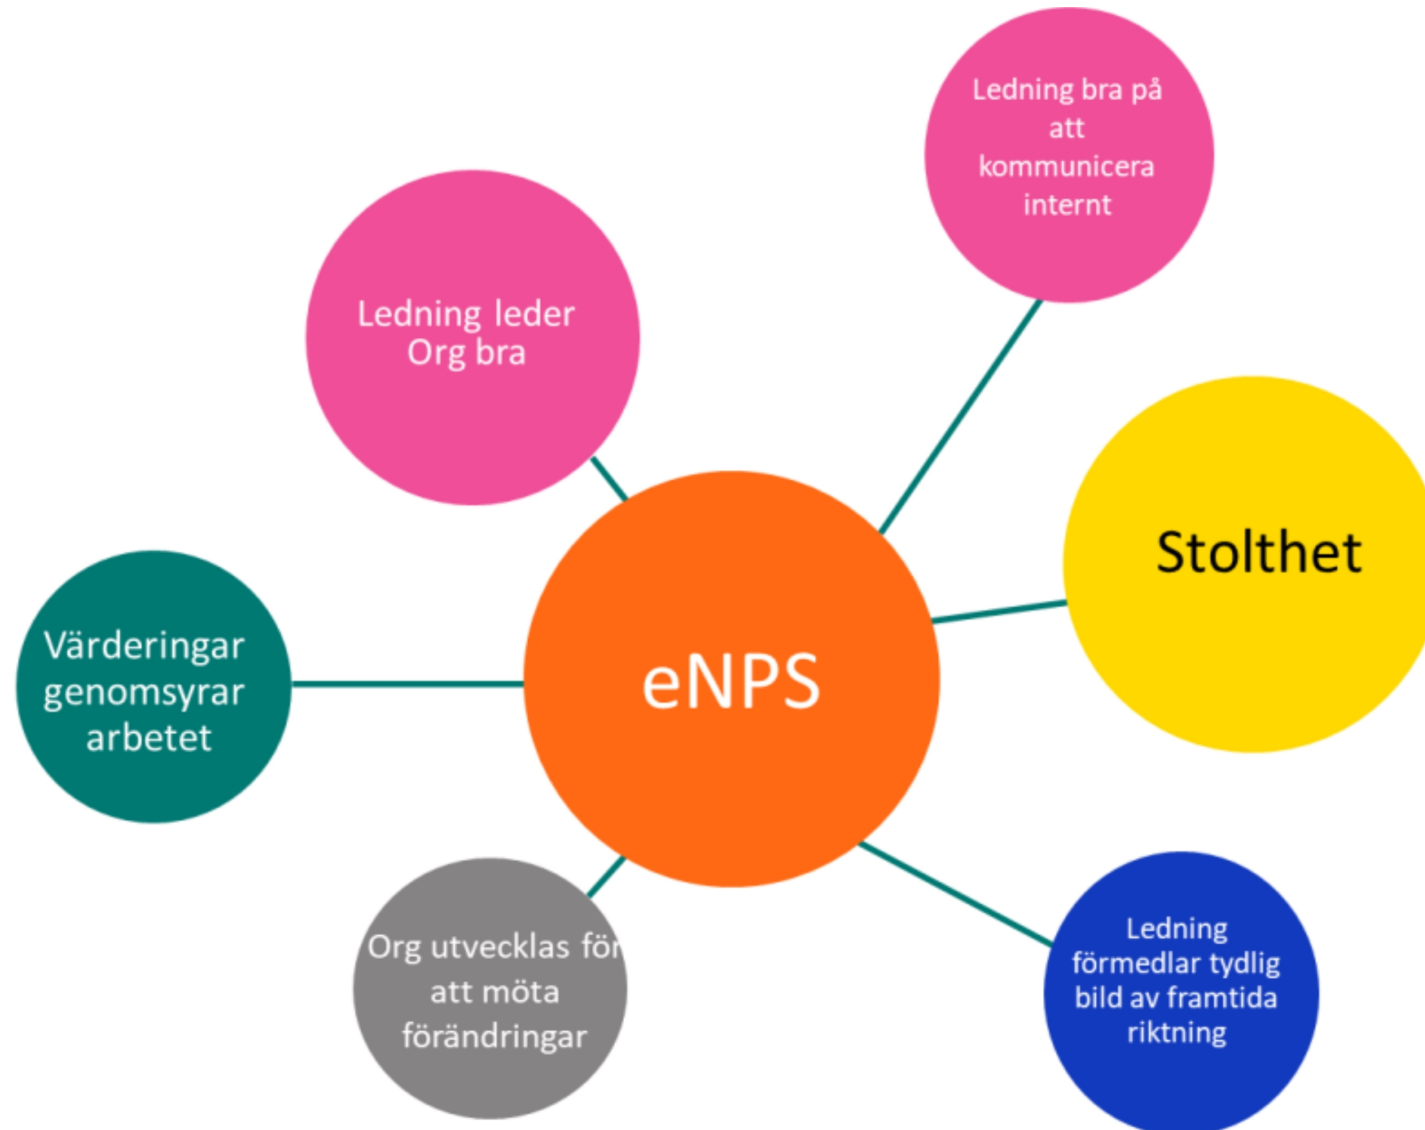 Ledning bra på
att
kommunicera
internt
Ledning leder
Org bra
Stolthet
eNPS
Värderingar
genomsyrar
arbetet
Org utvecklas för
att möta
förändringar
Ledning
förmedlar tydlig
bild av framtida
riktning